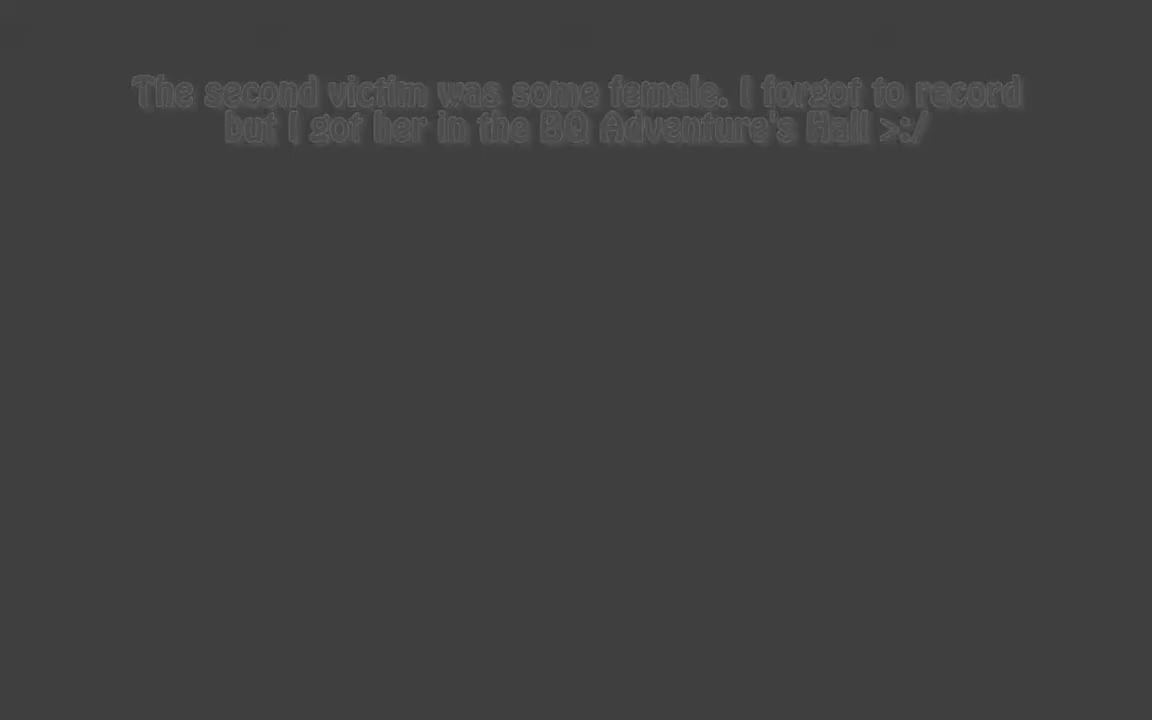 The second victim was some female. I forgot to record
but I got her in the BQ Adventure's Hall >:/